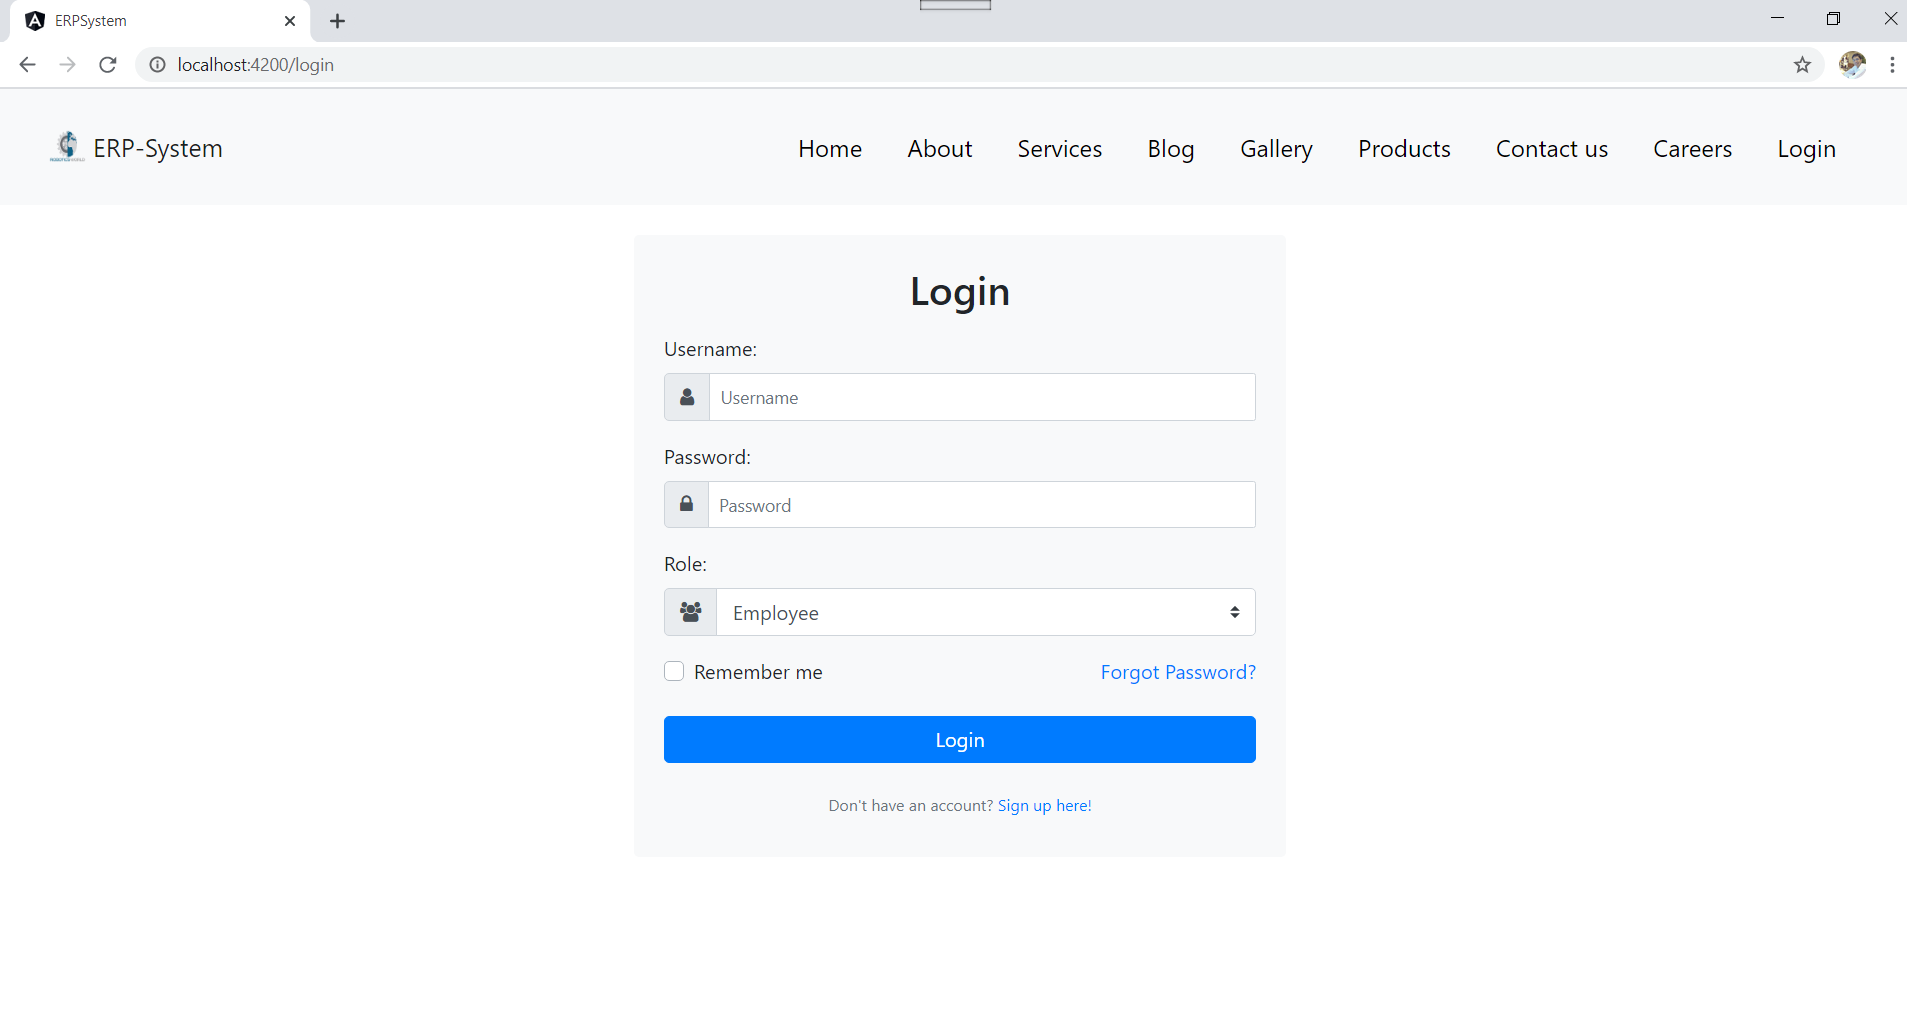 ERPSystem
localhost:4200/login
ERP-System
Home About Services Blog Gallery Products Contact us Careers Login
Login
Username:
Username
Password:
Password
Role:
Employee
Remember me Forgot Password?
Login
Don't have an account? Sign up here!